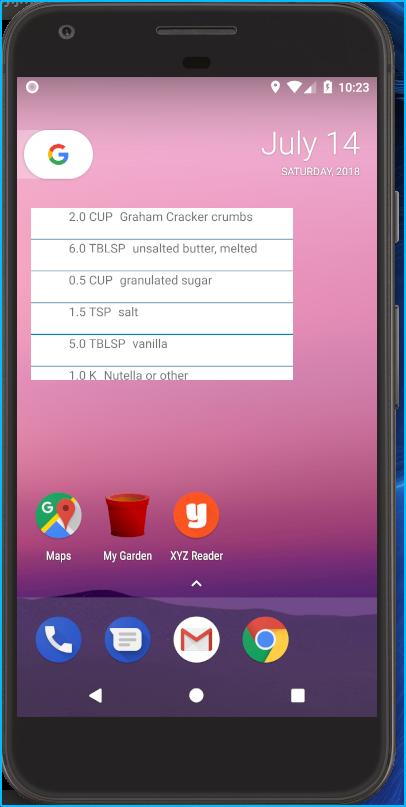 10:23
G
July 14
SATURDAY, 2018
2.0 CUP Graham Cracker crumbs
6.0 TBLSP unsalted butter, melted
0.5 CUP granulated sugar
1.5 TSP salt
5.0 TBLSP vanilla
1.0 K Nutella or other
G
y
Maps My Garden XYZ Reader